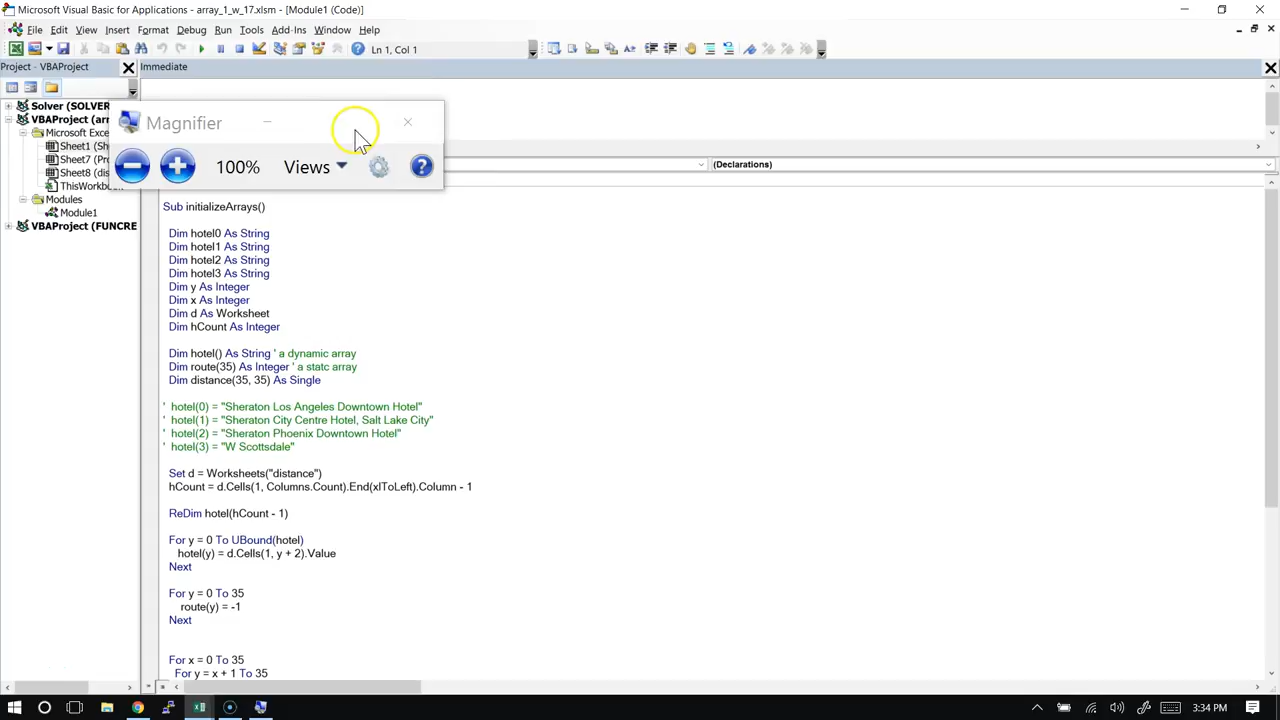 Microsoft Visual Basic for Applications - array_1_w_17.xlsm - [Module1 (Code)]
File Edit View Insert Format Debug Run Tools Add-Ins Window Help
Ln 1, Col 1
Project - VBAProject
Immediate
Solver (SOLVER
VBAProject (arr
Microsoft Exce
Sheet1 (Sh
Sheet7 (Pro
Sheet8 (dis
ThisWorkbook
Modules
Module1
VBAProject (FUNCRE
Magnifier
100%
Views
(Declarations)
Sub initializeArrays()
Dim hotel0 As String
Dim hotel1 As String
Dim hotel2 As String
Dim hotel3 As String
Dim y As Integer
Dim x As Integer
Dim d As Worksheet
Dim hCount As Integer
Dim hotel() As String ' a dynamic array
Dim route(35) As Integer ' a statc array
Dim distance(35, 35) As Single
' hotel(0) = "Sheraton Los Angeles Downtown Hotel"
' hotel(1) = "Sheraton City Centre Hotel, Salt Lake City"
' hotel(2) = "Sheraton Phoenix Downtown Hotel"
' hotel(3) = "W Scottsdale"
Set d = Worksheets("distance")
hCount = d.Cells(1, Columns.Count).End(xlToLeft).Column - 1
ReDim hotel(hCount - 1)
For y = 0 To UBound(hotel)
hotel(y) = d.Cells(1, y + 2).Value
Next
For y = 0 To 35
route(y) = -1
Next
For x = 0 To 35
For y = x + 1 To 35
3:34 PM